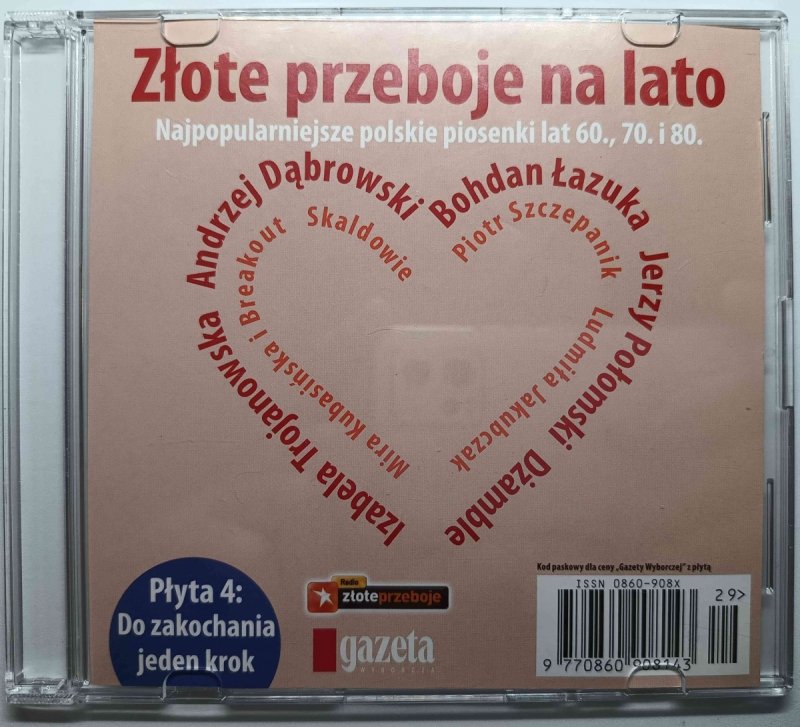 Złote przeboje na lato
Najpopularniejsze polskie piosenki lat 60., 70. i 80.
Andrzej Dąbrowski
Bohdan Łazuka
Skaldowie
Piotr Szczepanik
Mira Kubasińska i Breakout
Jerzy Połomski
Izabela Trojanowska
Ludmiła Jakubczak
Dżamble
Płyta 4:
Do zakochania
jeden krok
Radio
złoteprzeboje
gazeta
WYBORCZA
Kod paskowy dla ceny „Gazety Wyborczej” z płytą
ISSN 0860-908X
29>
9 770860 908143